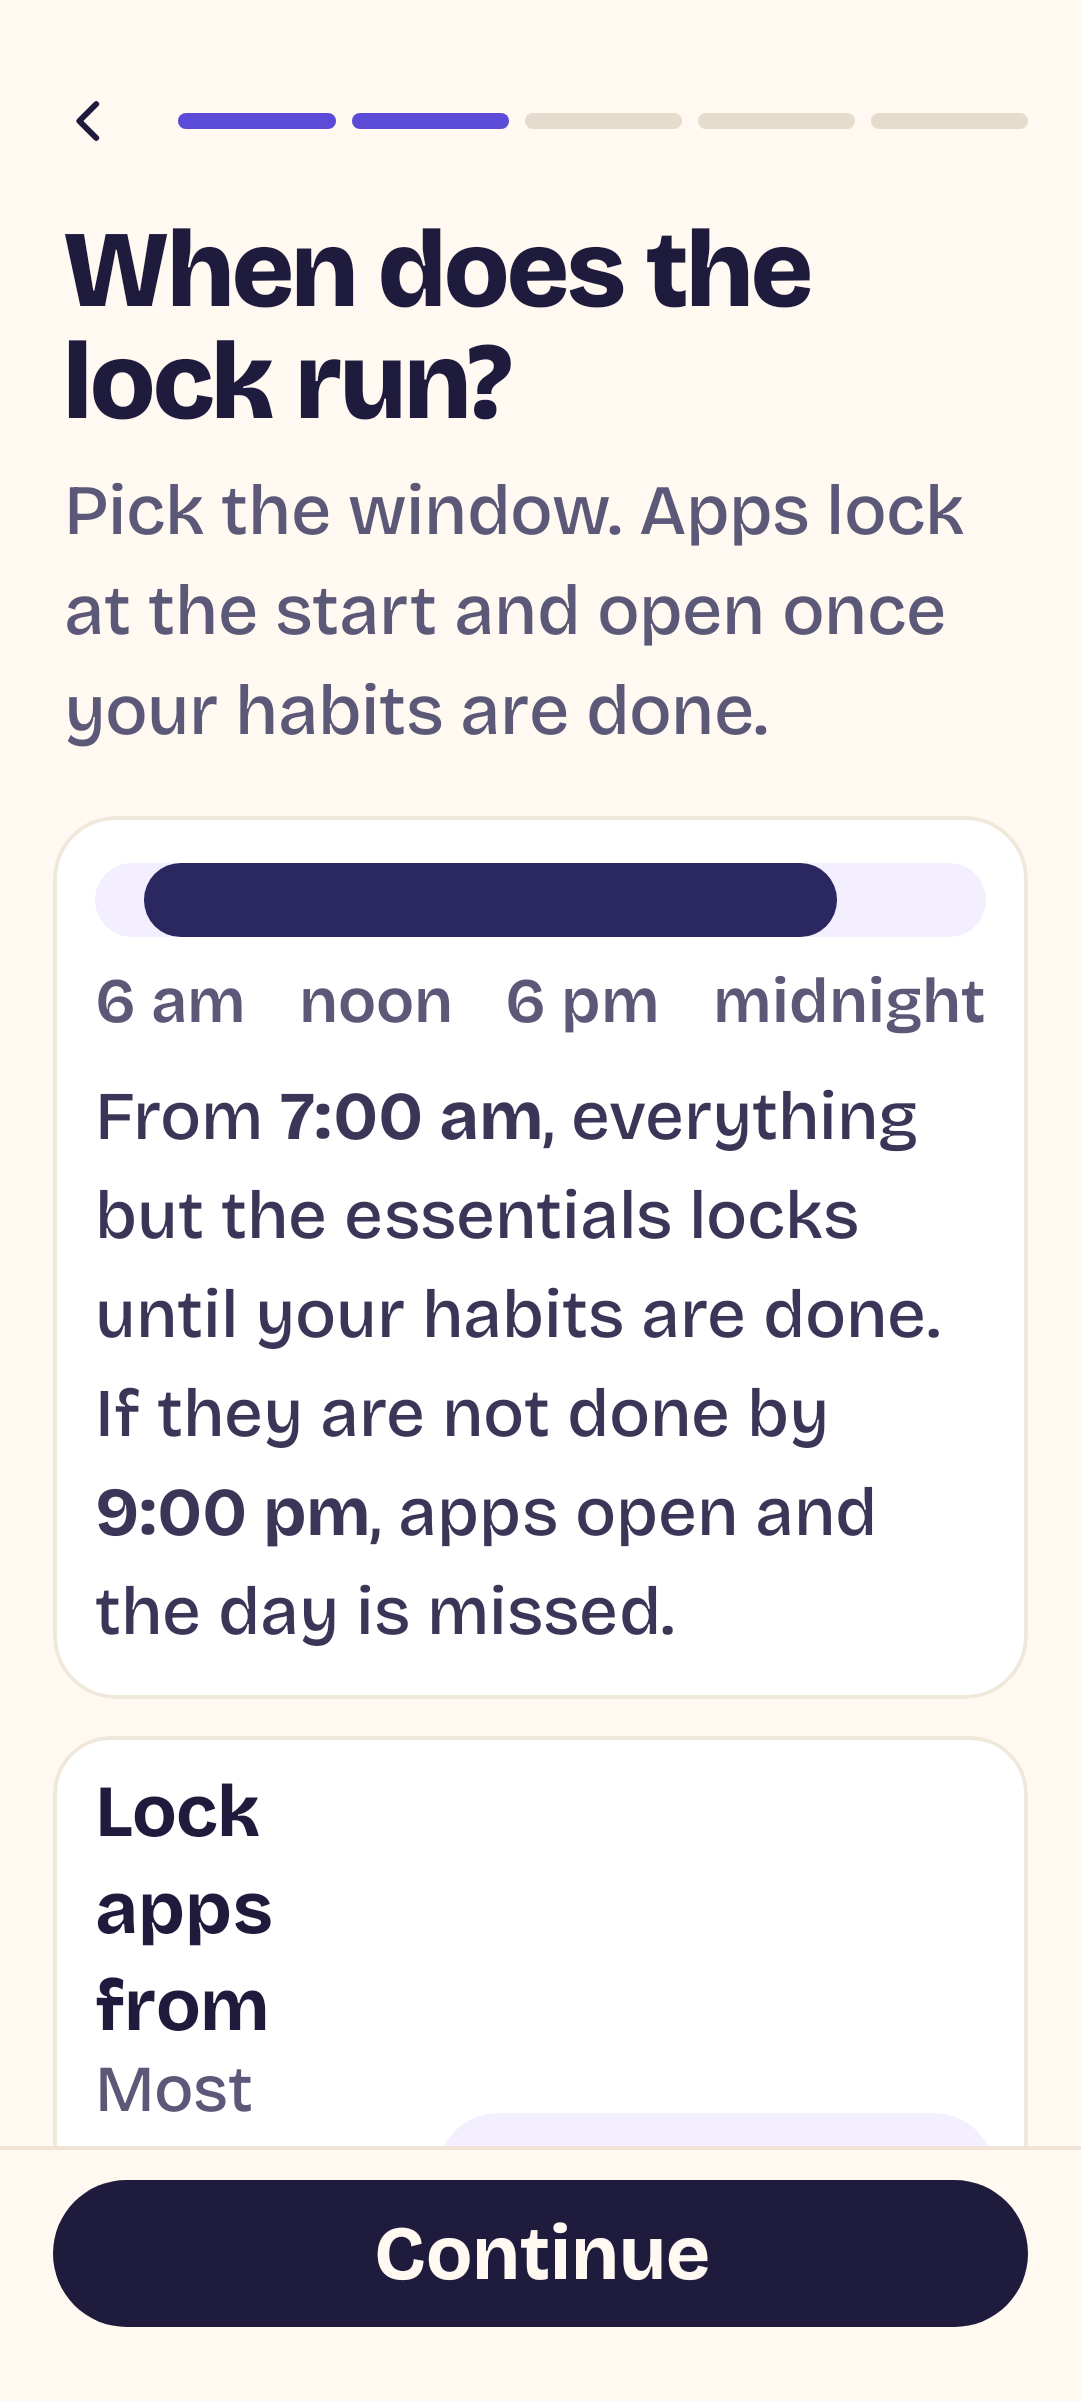 When does the
lock run?
Pick the window. Apps lock
at the start and open once
your habits are done.
6 am noon 6 pm midnight
From 7:00 am, everything
but the essentials locks
until your habits are done.
If they are not done by
9:00 pm, apps open and
the day is missed.
Lock
apps
from
Most
Continue